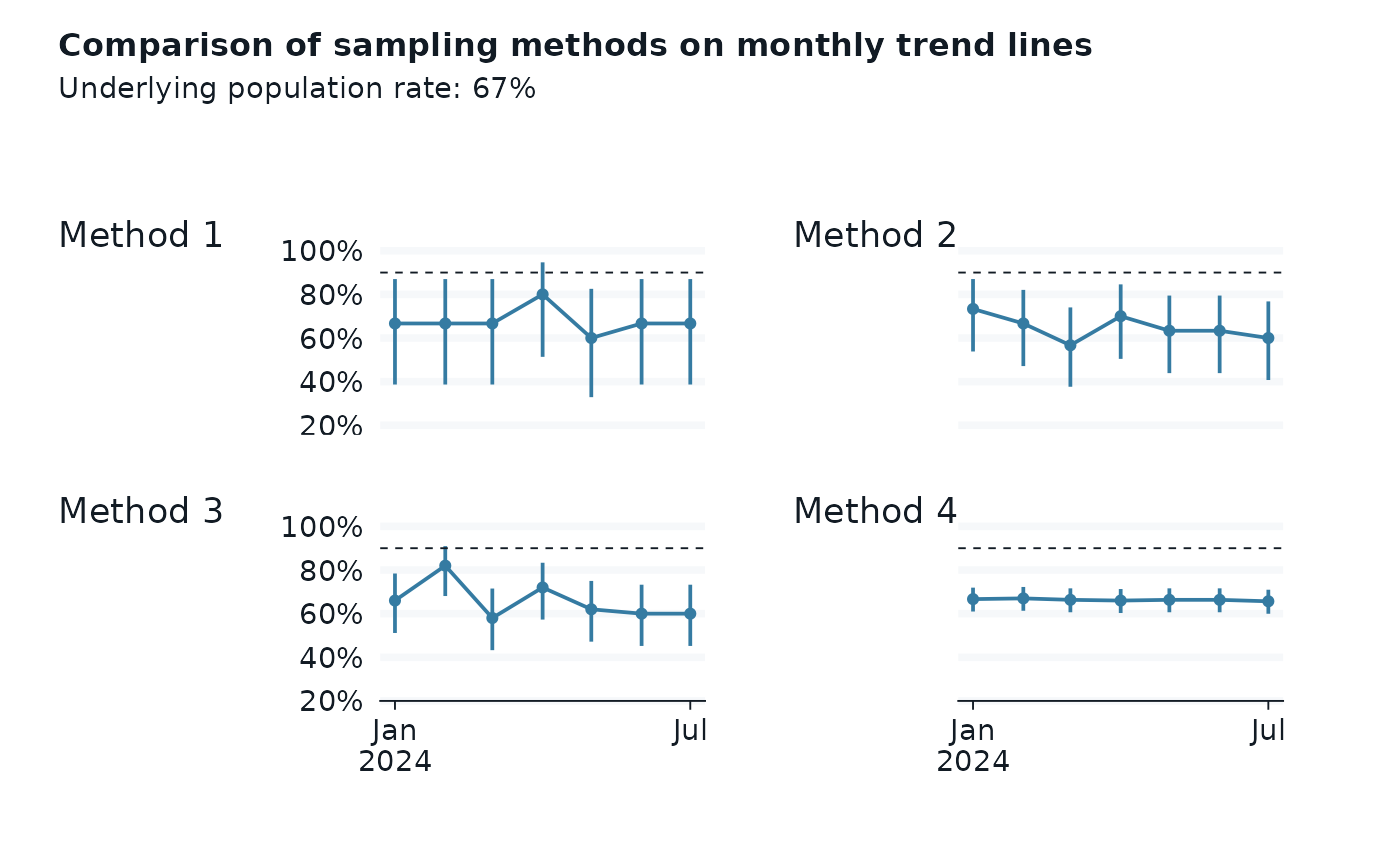 Comparison of sampling methods on monthly trend lines
Underlying population rate: 67%
Method 1
100%
80%
60%
40%
20%
Method 2
Method 3
100%
80%
60%
40%
20%
Jan
2024
Jul
Method 4
Jan
2024
Jul